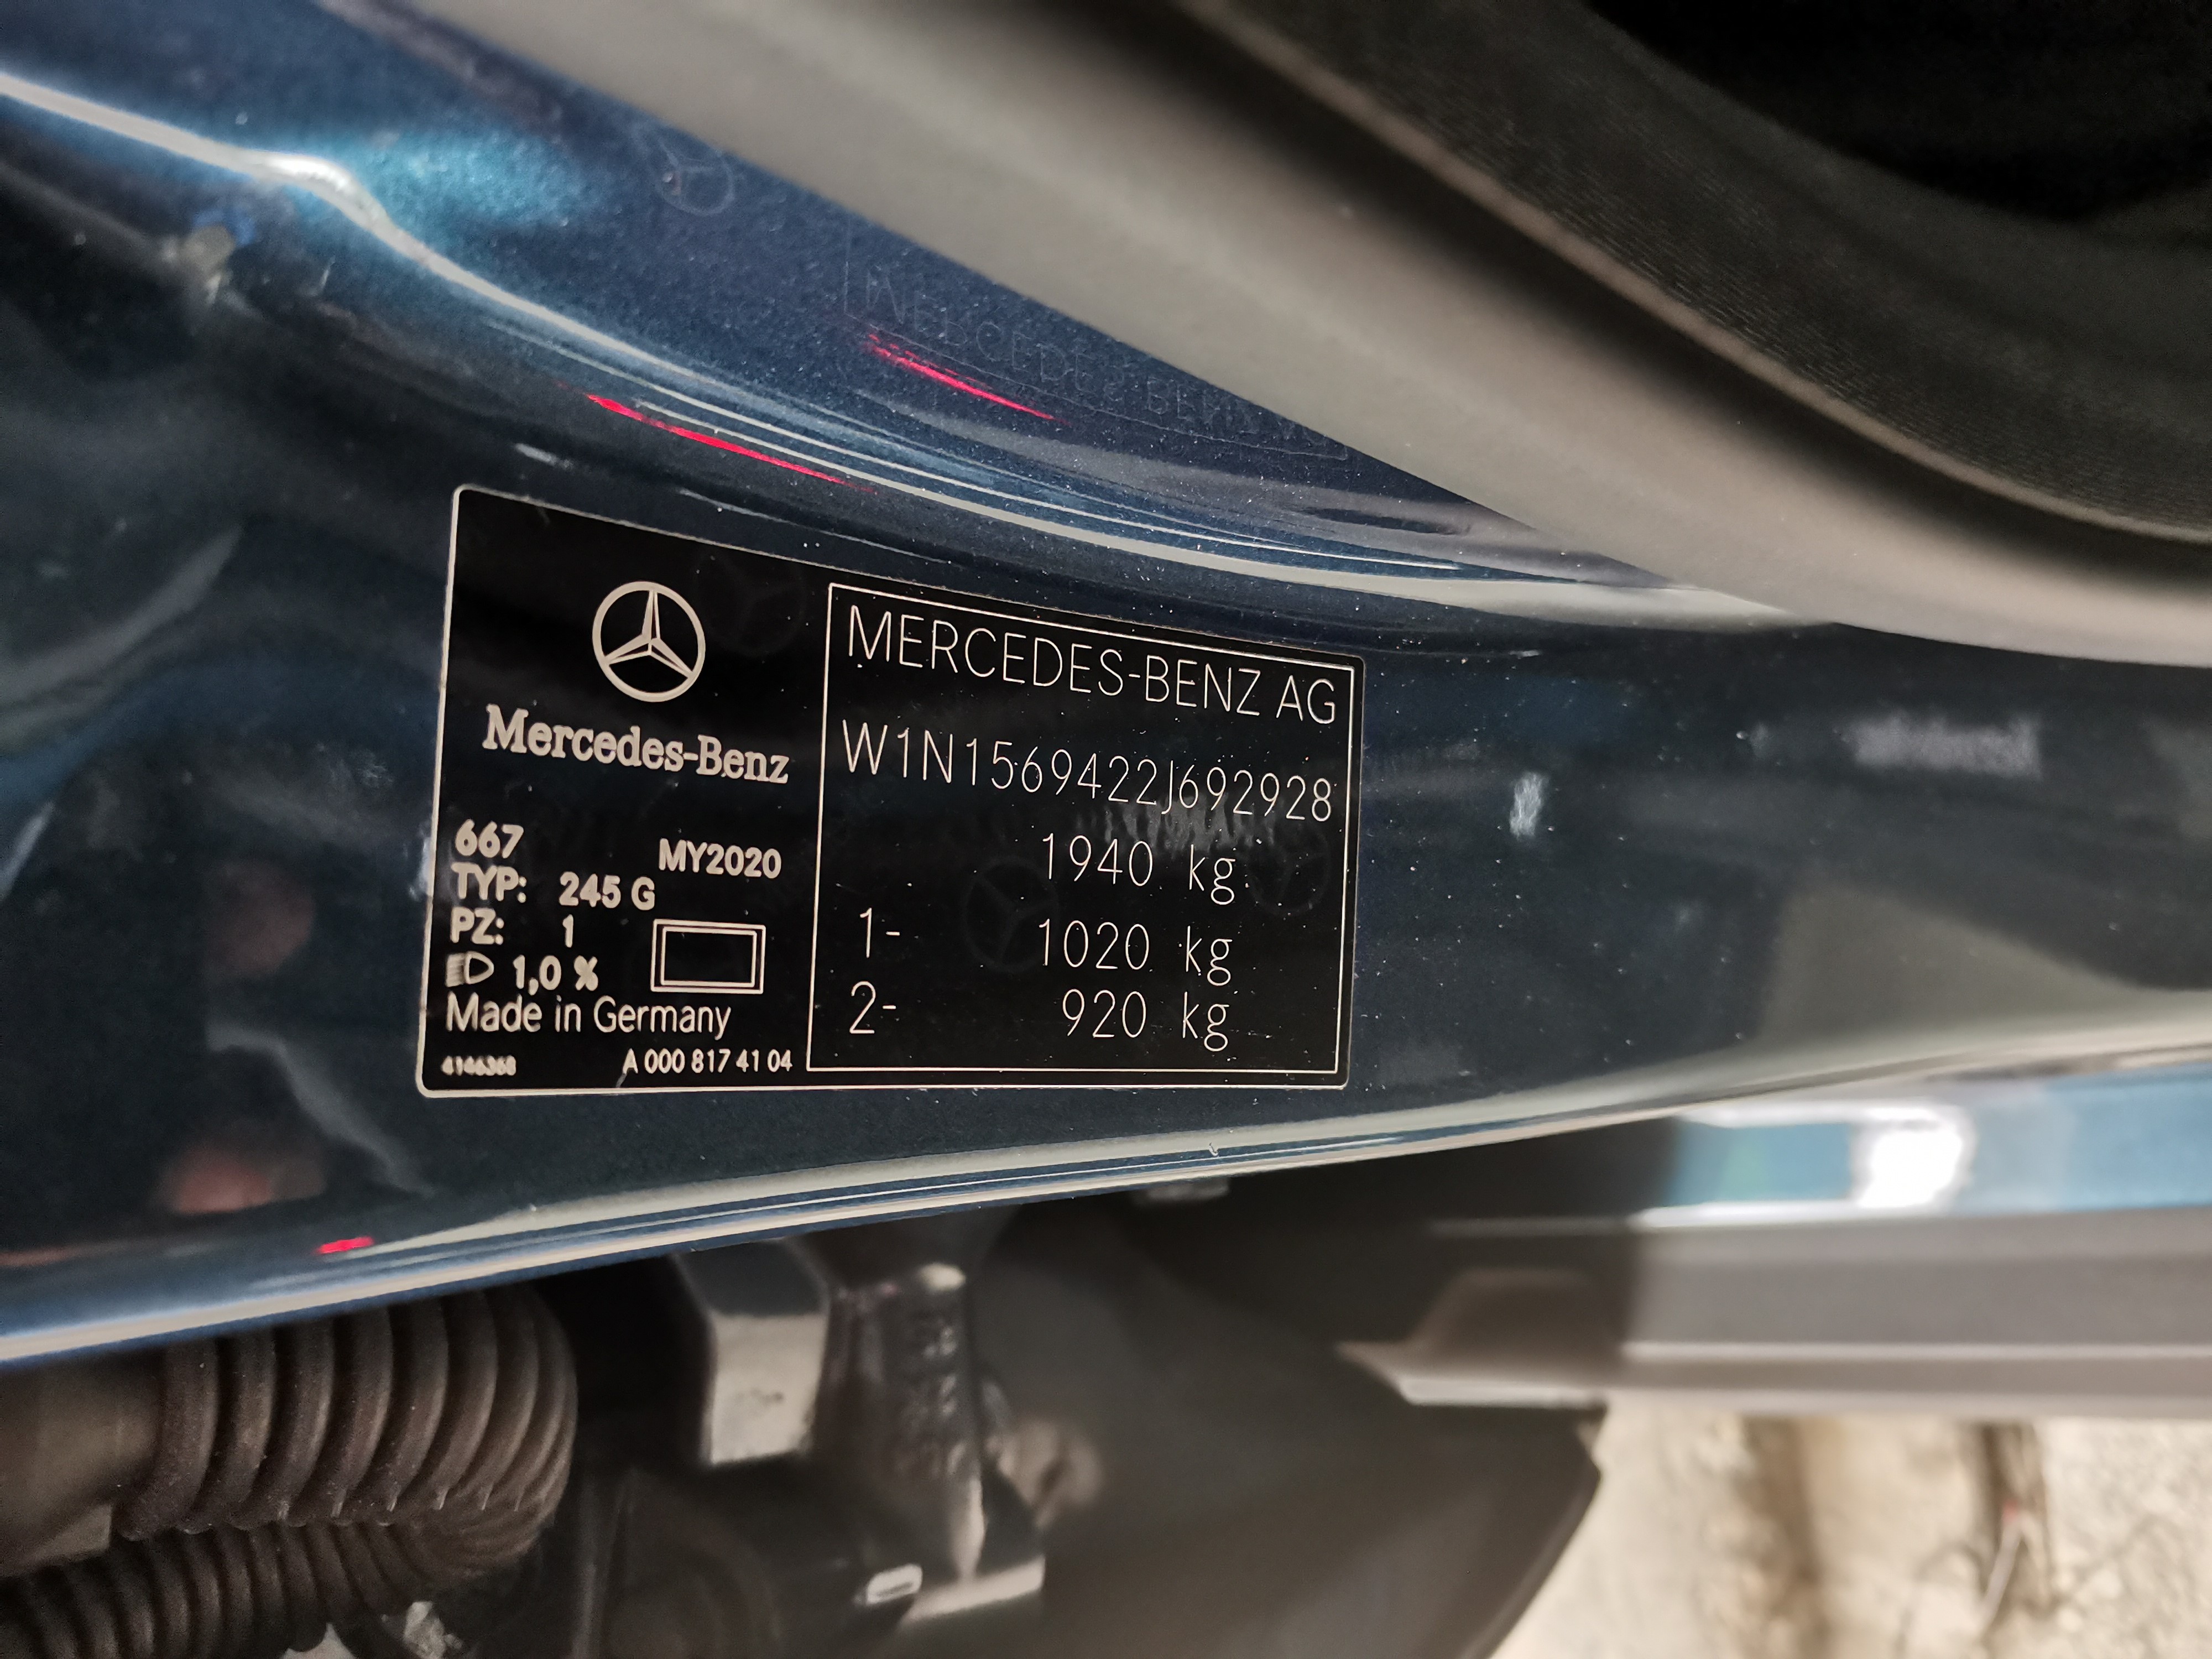 Mercedes-Benz
667 MY2020
TYP: 245 G
PZ: 1
1,0 %
Made in Germany
4146368 A 000 817 41 04
MERCEDES-BENZ AG
W1N1569422J692928
1940 kg
1- 1020 kg
2- 920 kg